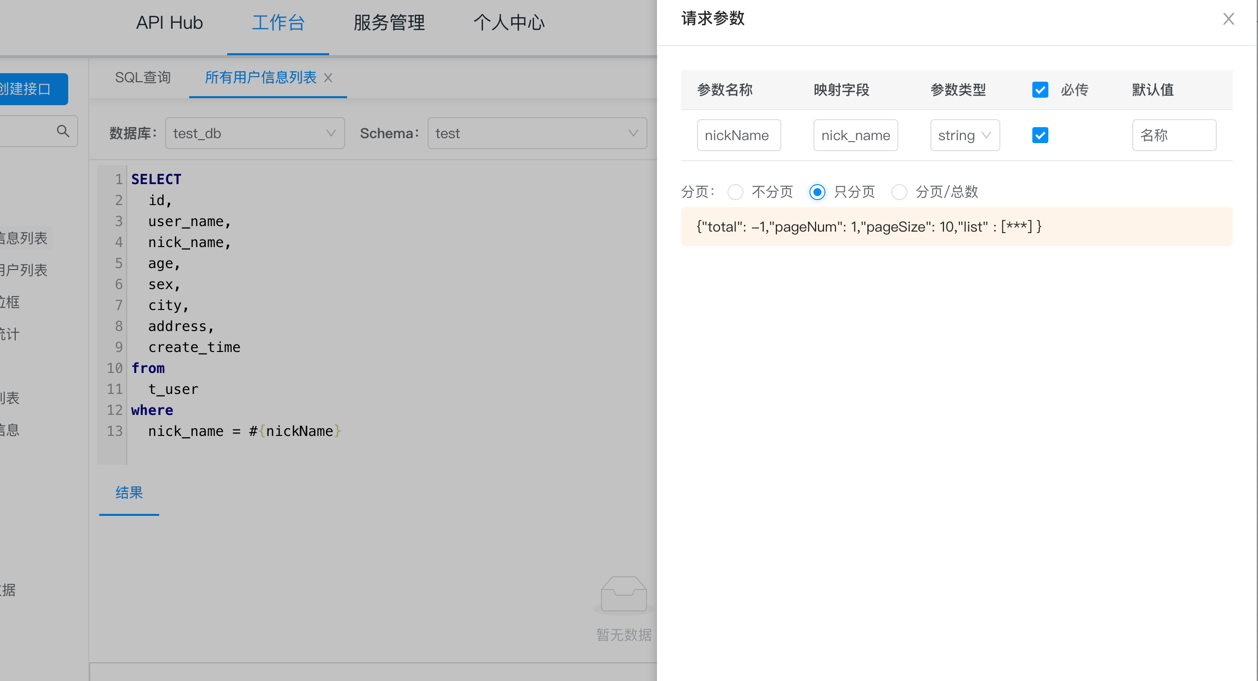 API Hub 工作台 服务管理 个人中心
创建接口
SQL查询 所有用户信息列表
数据库: test_db Schema: test
信息列表
用户列表
位框
统计
列表
信息
数据
1 SELECT
2 id,
3 user_name,
4 nick_name,
5 age,
6 sex,
7 city,
8 address,
9 create_time
10 from
11 t_user
12 where
13 nick_name = #{nickName}
结果
暂无数据
请求参数
参数名称 映射字段 参数类型 必传 默认值
nickName nick_name string 名称
分页: 不分页 只分页 分页/总数
{"total": -1,"pageNum": 1,"pageSize": 10,"list" : [***] }